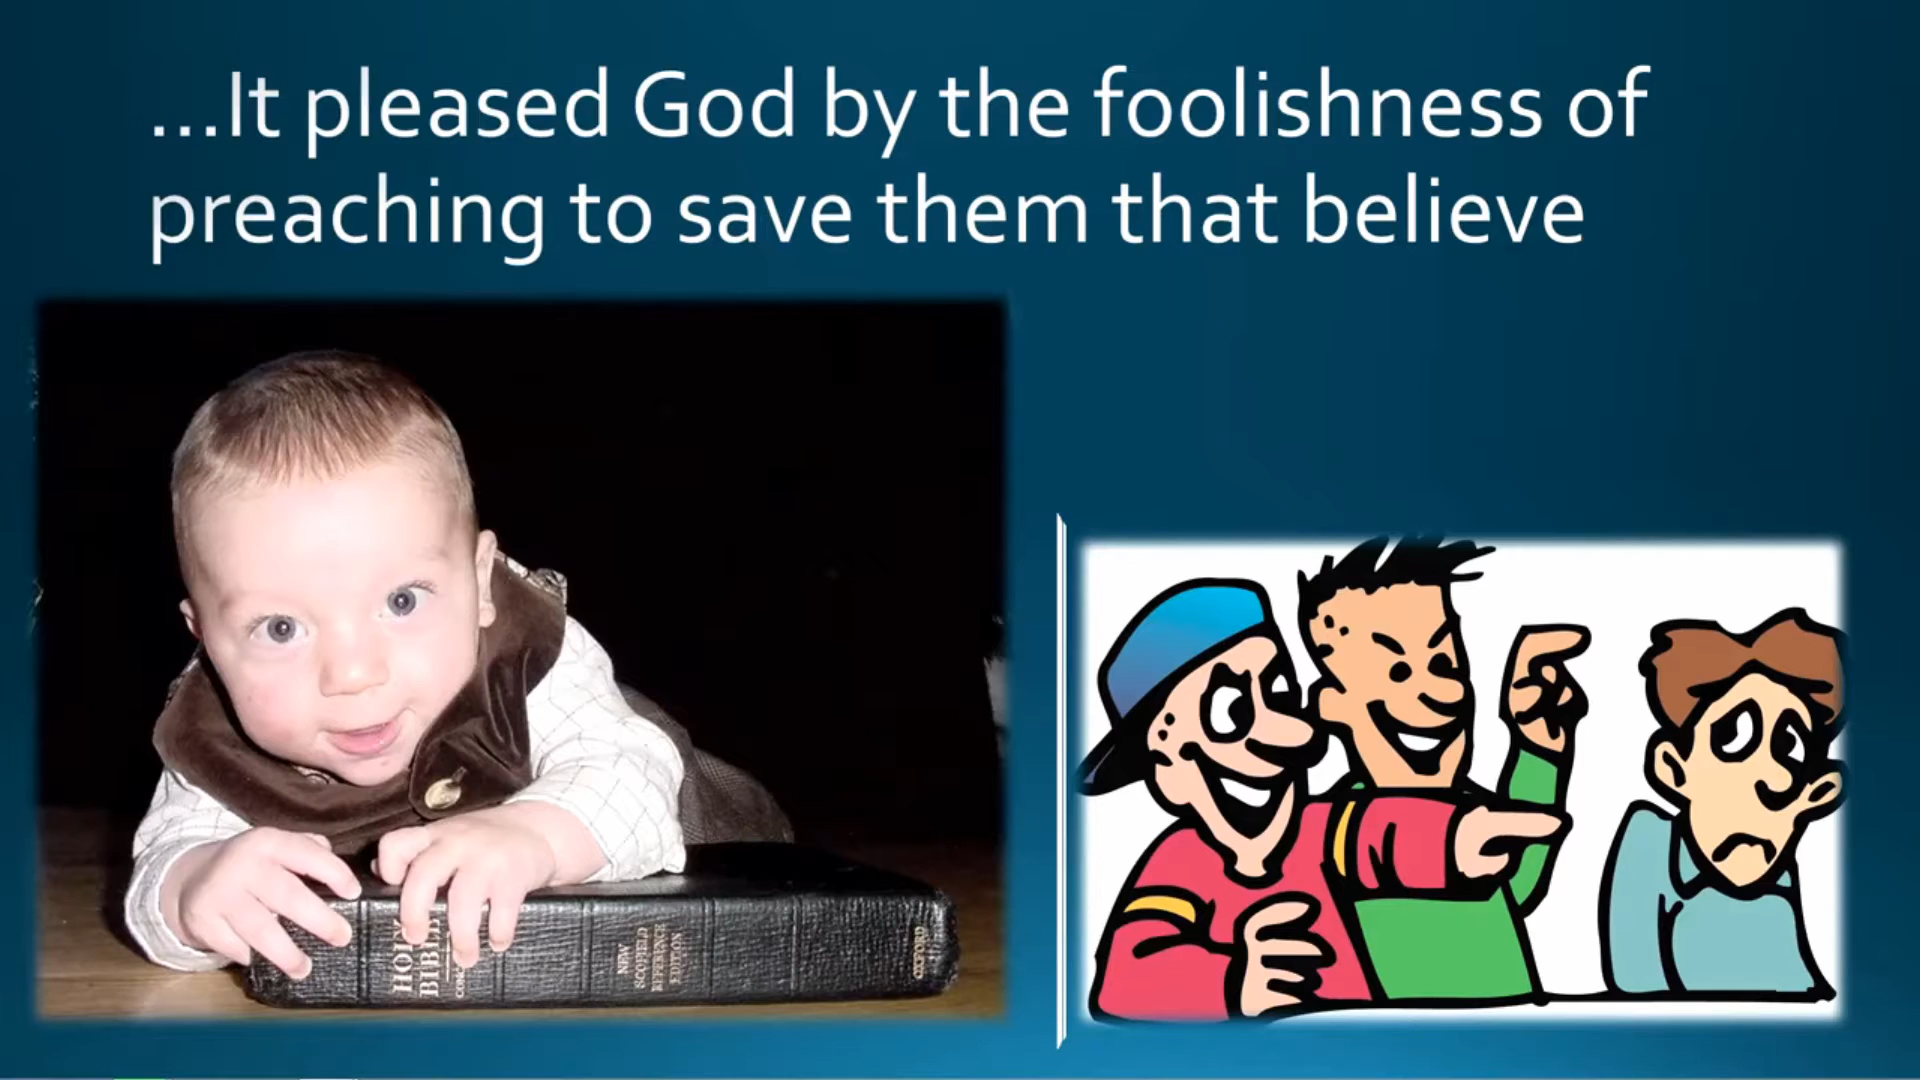 ...It pleased God by the foolishness of
preaching to save them that believe
HOLY
BIBLE
NEW
SCOFIELD
REFERENCE
EDITION
OXFORD